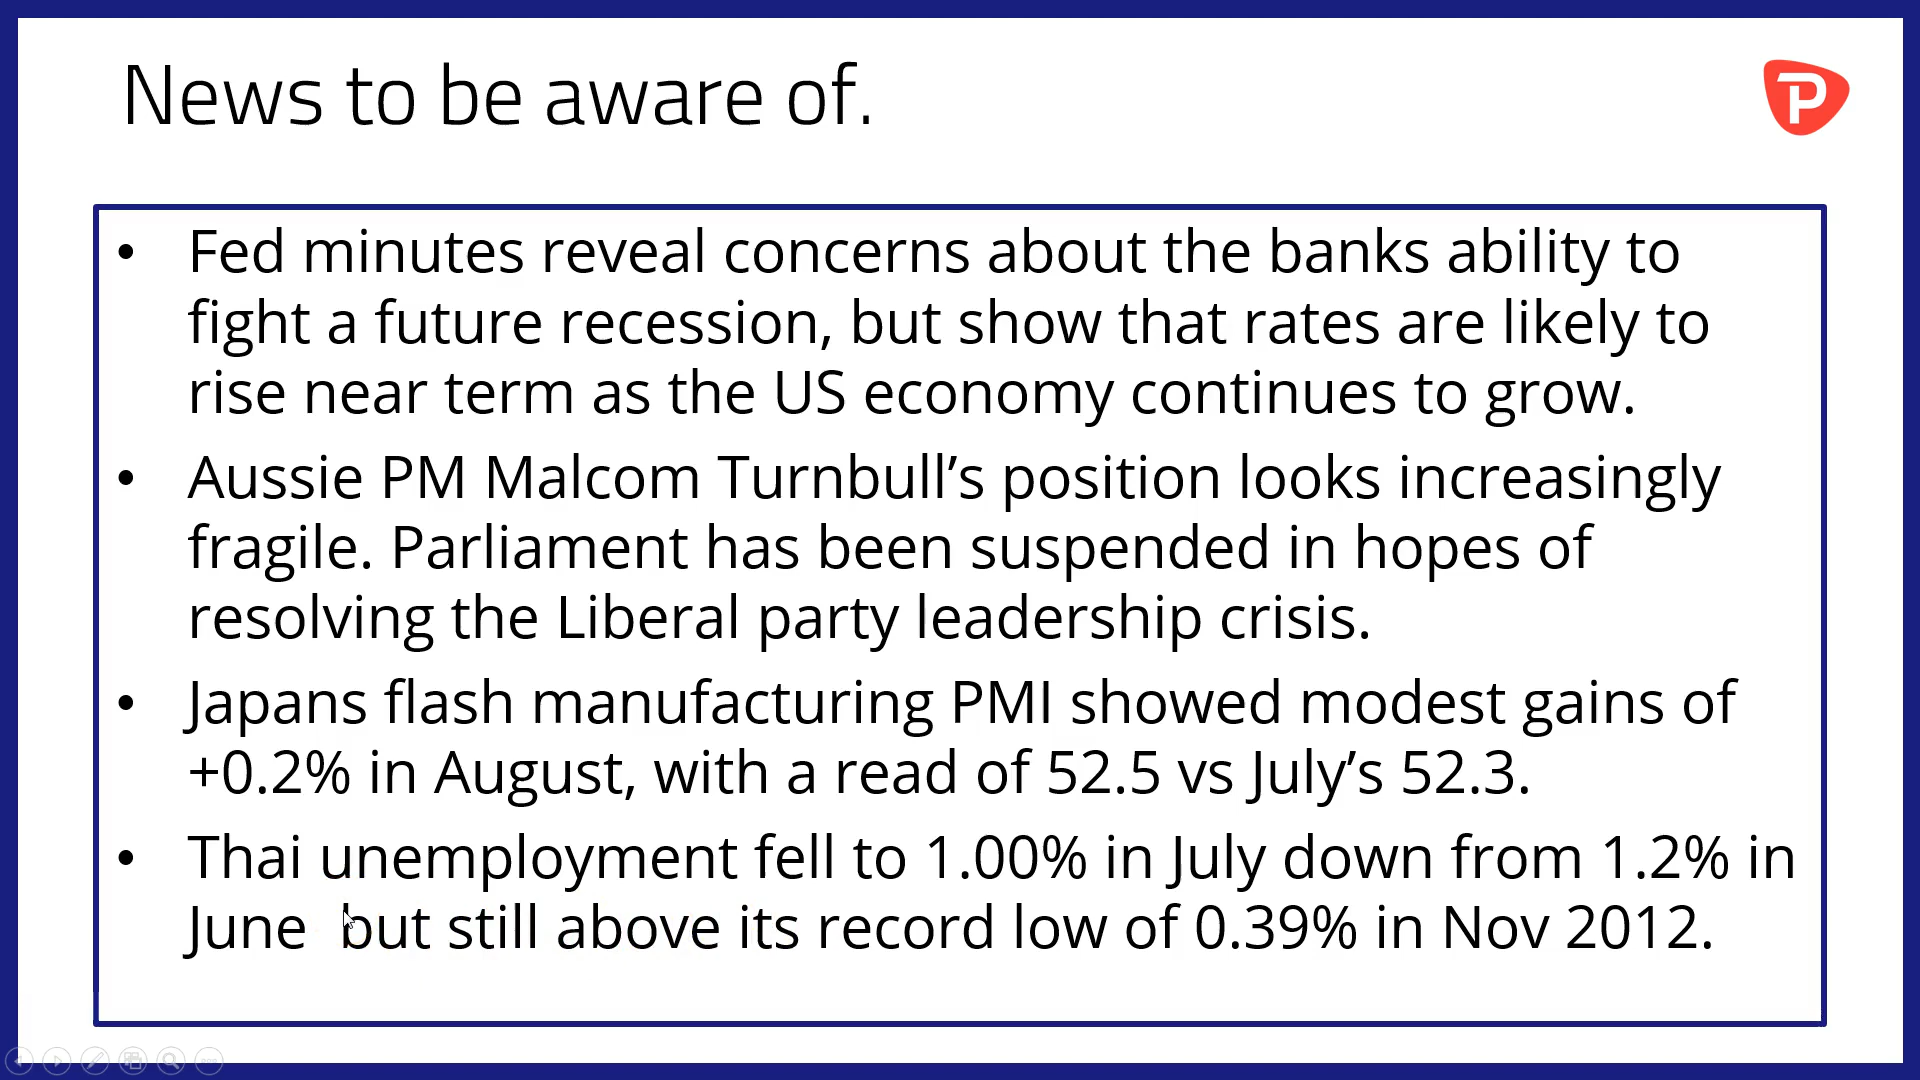 News to be aware of.
P
• Fed minutes reveal concerns about the banks ability to
fight a future recession, but show that rates are likely to
rise near term as the US economy continues to grow.
• Aussie PM Malcom Turnbull’s position looks increasingly
fragile. Parliament has been suspended in hopes of
resolving the Liberal party leadership crisis.
• Japans flash manufacturing PMI showed modest gains of
+0.2% in August, with a read of 52.5 vs July’s 52.3.
• Thai unemployment fell to 1.00% in July down from 1.2% in
June  but still above its record low of 0.39% in Nov 2012.